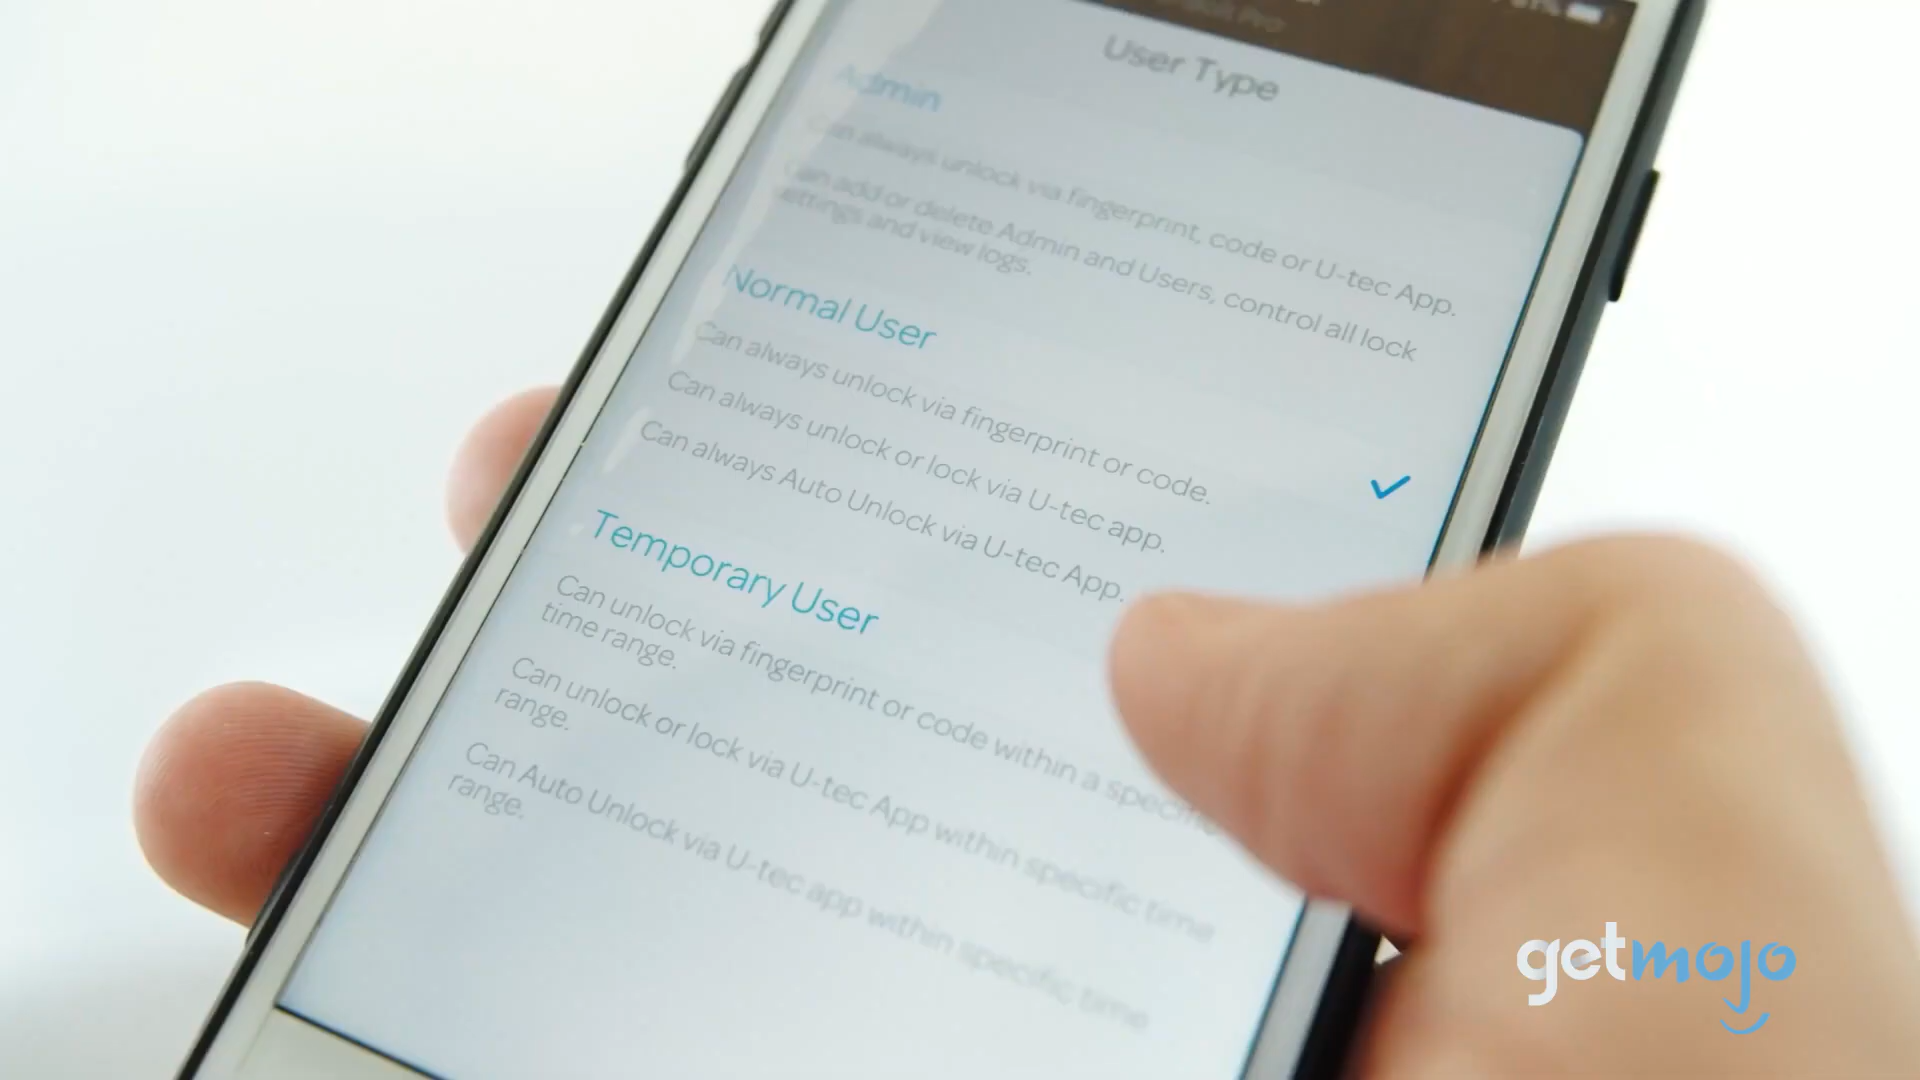 User Type
Admin
Can always unlock via fingerprint, code or U-tec App.
Can add or delete Admin and Users, control all lock
settings and view logs.
Normal User
Can always unlock via fingerprint or code.
Can always unlock or lock via U-tec app.
Can always Auto Unlock via U-tec App.
Temporary User
Can unlock via fingerprint or code within a specific
time range.
Can unlock or lock via U-tec App within specific time
range.
Can Auto Unlock via U-tec app within specific time
range.
getmojo